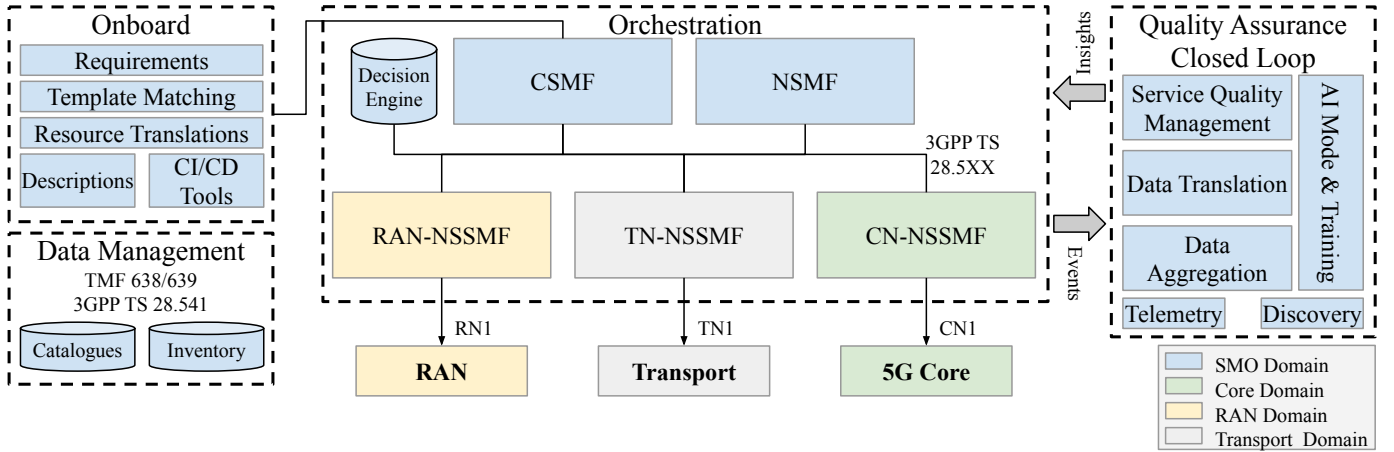 Onboard
Requirements
Template Matching
Resource Translations
Descriptions
CI/CD
Tools
Data Management
TMF 638/639
3GPP TS 28.541
Catalogues
Inventory
Orchestration
Decision
Engine
CSMF
NSMF
3GPP TS
28.5XX
RAN-NSSMF
TN-NSSMF
CN-NSSMF
RN1
TN1
CN1
RAN
Transport
5G Core
Insights
Events
Quality Assurance
Closed Loop
Service Quality
Management
Data Translation
Data
Aggregation
AI Mode & Training
Telemetry
Discovery
SMO Domain
Core Domain
RAN Domain
Transport Domain